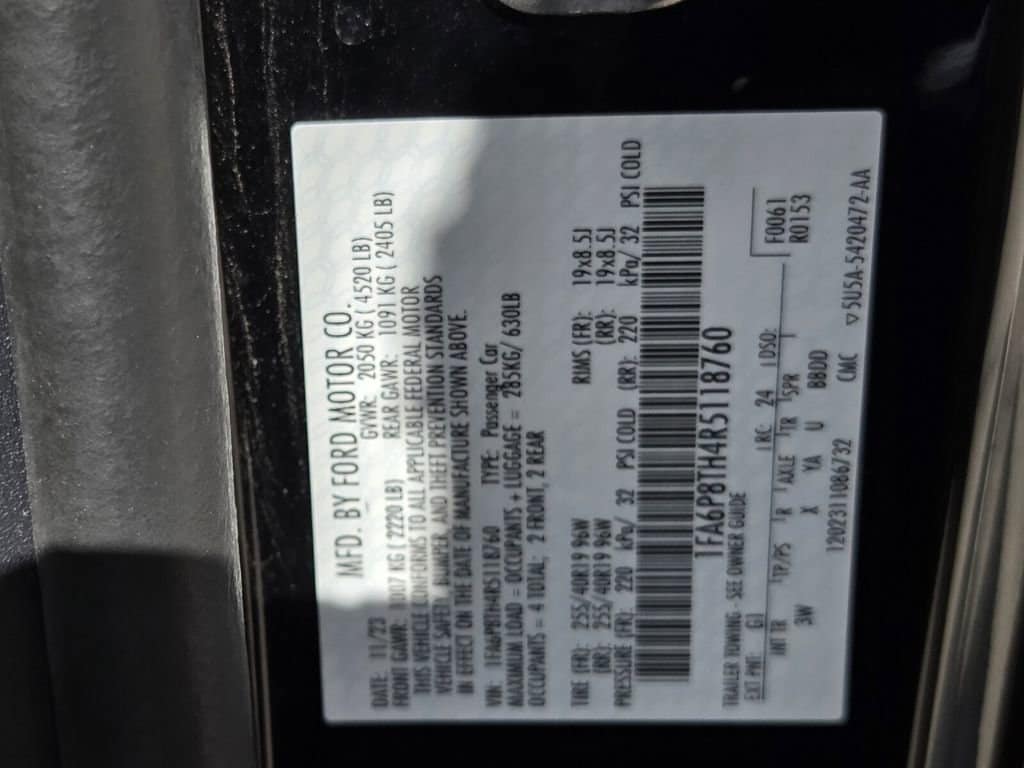 MFD. BY FORD MOTOR CO.
DATE: 11/23 GVWR: 2050 KG ( 4520 LB)
FRONT GAWR: 1007 KG ( 2220 LB) REAR GAWR: 1091 KG ( 2405 LB)
THIS VEHICLE CONFORMS TO ALL APPLICABLE FEDERAL MOTOR
VEHICLE SAFETY, BUMPER, AND THEFT PREVENTION STANDARDS
IN EFFECT ON THE DATE OF MANUFACTURE SHOWN ABOVE.
VIN: 1FA6P8TH4R5118760 TYPE: Passenger Car
MAXIMUM LOAD = OCCUPANTS + LUGGAGE = 285KG/ 630LB
OCCUPANTS = 4 TOTAL; 2 FRONT, 2 REAR
TIRE (FR): 255/40R19 96W RIMS (FR): 19x8.5J
(RR): 255/40R19 96W (RR): 19x8.5J
PRESSURE (FR): 220 kPa/ 32 PSI COLD (RR): 220 kPa/ 32 PSI COLD
1FA6P8TH4R5118760
TRAILER TOWING - SEE OWNER GUIDE
EXT PNT: G1 RC: 24 DSO: F0061
INT TR TP/PS R AXLE TR SPR R0153
3W X YA U BBDD
1202311086732 CMC ▽5U5A-5420472-AA